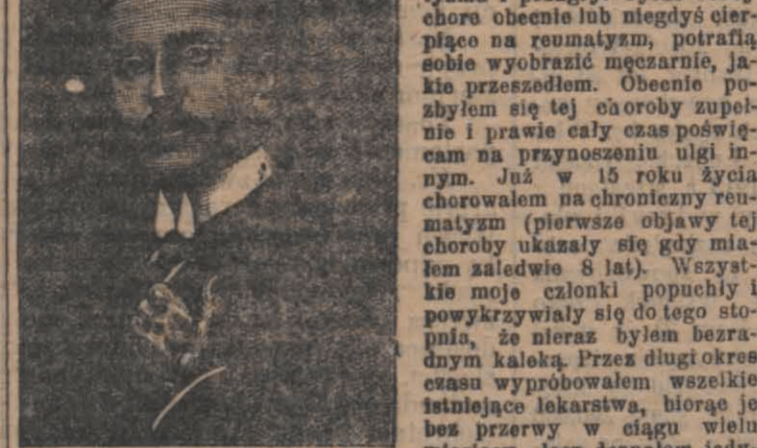 chore obecnie lub niegdyś cier-
piące na reumatyzm, potrafią
sobie wyobrazić męczarnie, ja-
kie przeszedłem. Obecnie po-
zbyłem się tej choroby zupeł-
nie i prawie cały czas poświę-
cam na przynoszeniu ulgi in-
nym. Już w 15 roku życia
chorowałem na chroniczny reu-
matyzm (pierwsze objawy tej
choroby ukazały się gdy mia-
łem zaledwie 8 lat). Wszyst-
kie moje członki popuchły i
powykrzywiały się do tego sto-
pnia, że nieraz byłem bezra-
dnym kaleką. Przez długi okres
czasu wypróbowałem wszelkie
istniejące lekarstwa, biorąc je
bez przerwy w ciągu wielu